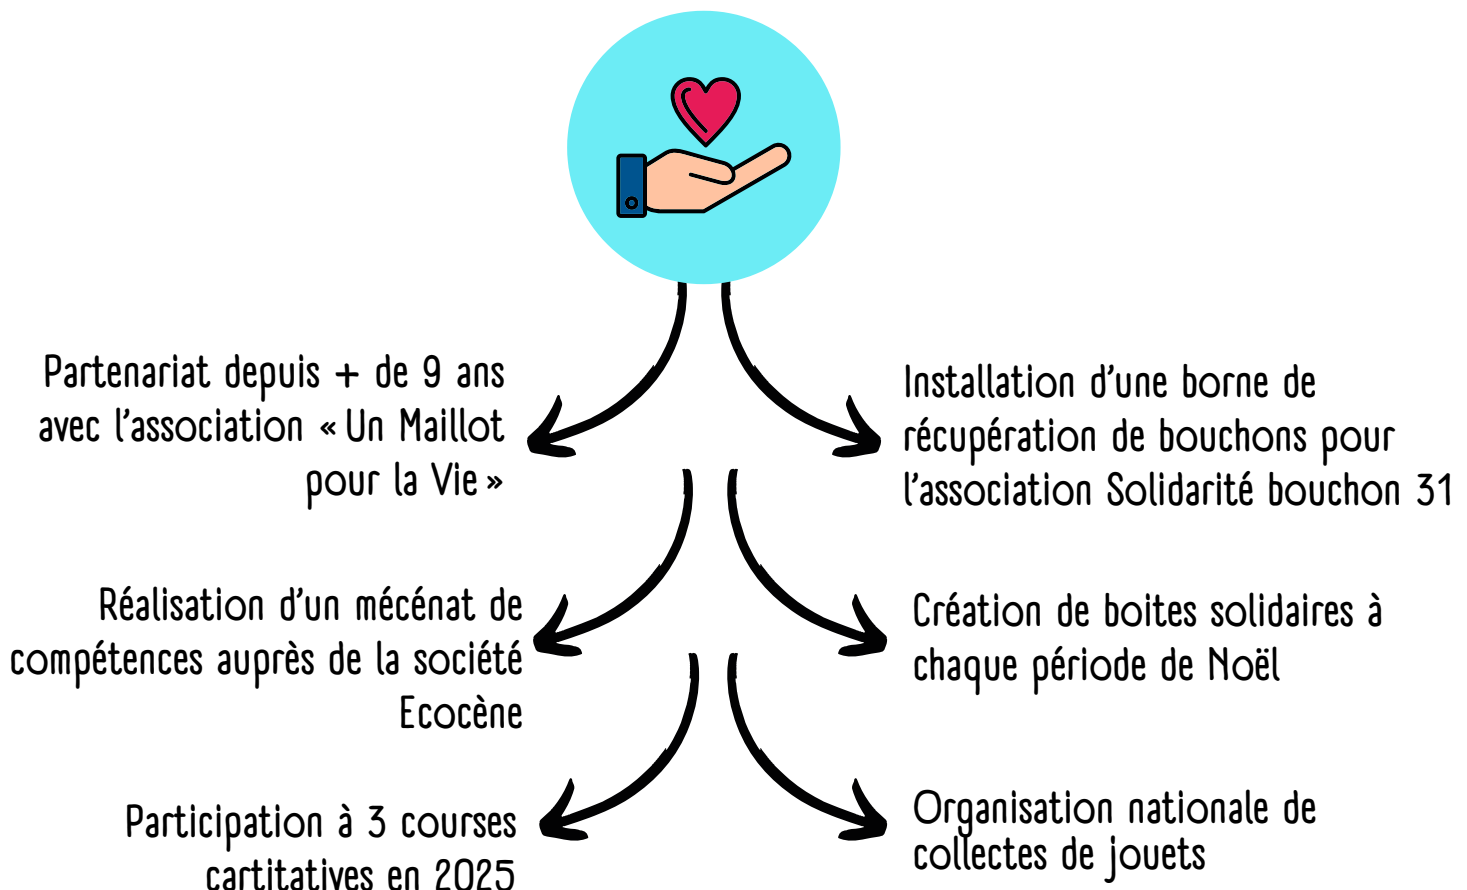 Partenariat depuis + de 9 ans
avec l'association « Un Maillot
pour la Vie »
Installation d'une borne de
récupération de bouchons pour
l'association Solidarité bouchon 31
Réalisation d'un mécénat de
compétences auprès de la société
Ecocène
Création de boites solidaires à
chaque période de Noël
Participation à 3 courses
cartitatives en 2025
Organisation nationale de
collectes de jouets